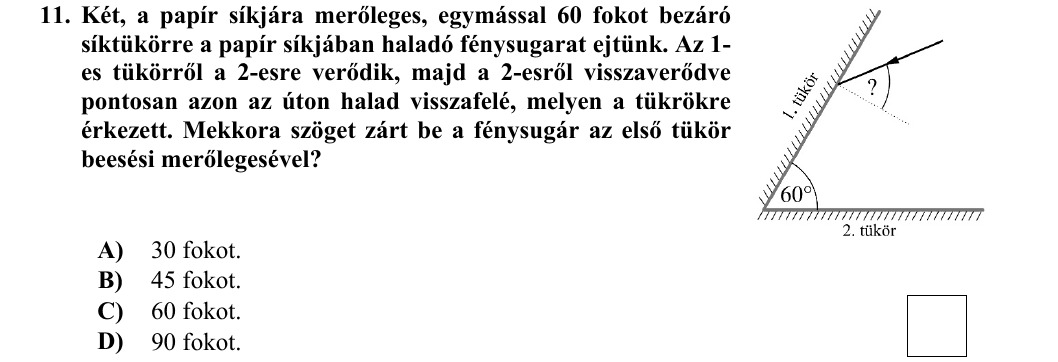 11. Két, a papír síkjára merőleges, egymással 60 fokot bezáró
síktükörre a papír síkjában haladó fénysugarat ejtünk. Az 1-
es tükörről a 2-esre verődik, majd a 2-esről visszaverődve
pontosan azon az úton halad visszafelé, melyen a tükrökre
érkezett. Mekkora szöget zárt be a fénysugár az első tükör
beesési merőlegesével?
1. tükör
?
60°
2. tükör
A) 30 fokot.
B) 45 fokot.
C) 60 fokot.
D) 90 fokot.